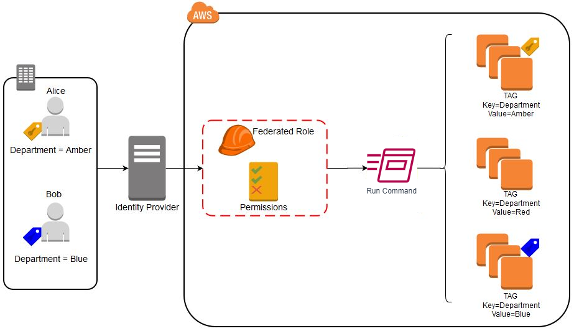 AWS
Alice
Department = Amber
Bob
Department = Blue
Identity Provider
Federated Role
Permissions
Run Command
TAG
Key=Department
Value=Amber
TAG
Key=Department
Value=Red
TAG
Key=Department
Value=Blue